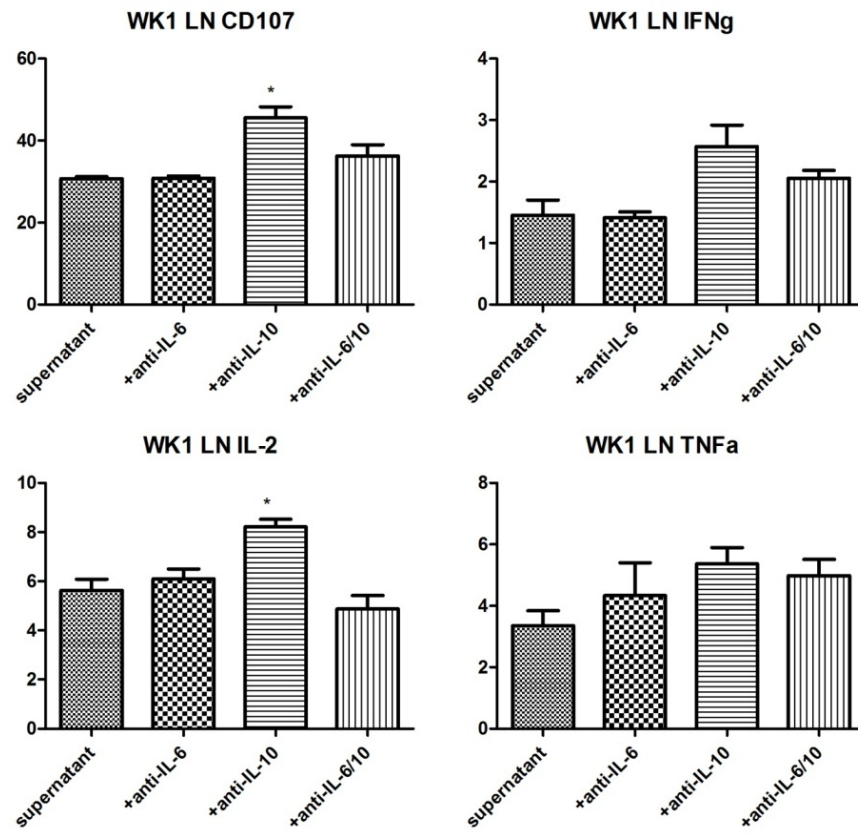 WK1 LN CD107
60
40
20
0
*
supernatant
+anti-IL-6
+anti-IL-10
+anti-IL-6/10
WK1 LN IFNg
4
3
2
1
0
supernatant
+anti-IL-6
+anti-IL-10
+anti-IL-6/10
WK1 LN IL-2
10
8
6
4
2
0
*
supernatant
+anti-IL-6
+anti-IL-10
+anti-IL-6/10
WK1 LN TNFa
8
6
4
2
0
supernatant
+anti-IL-6
+anti-IL-10
+anti-IL-6/10